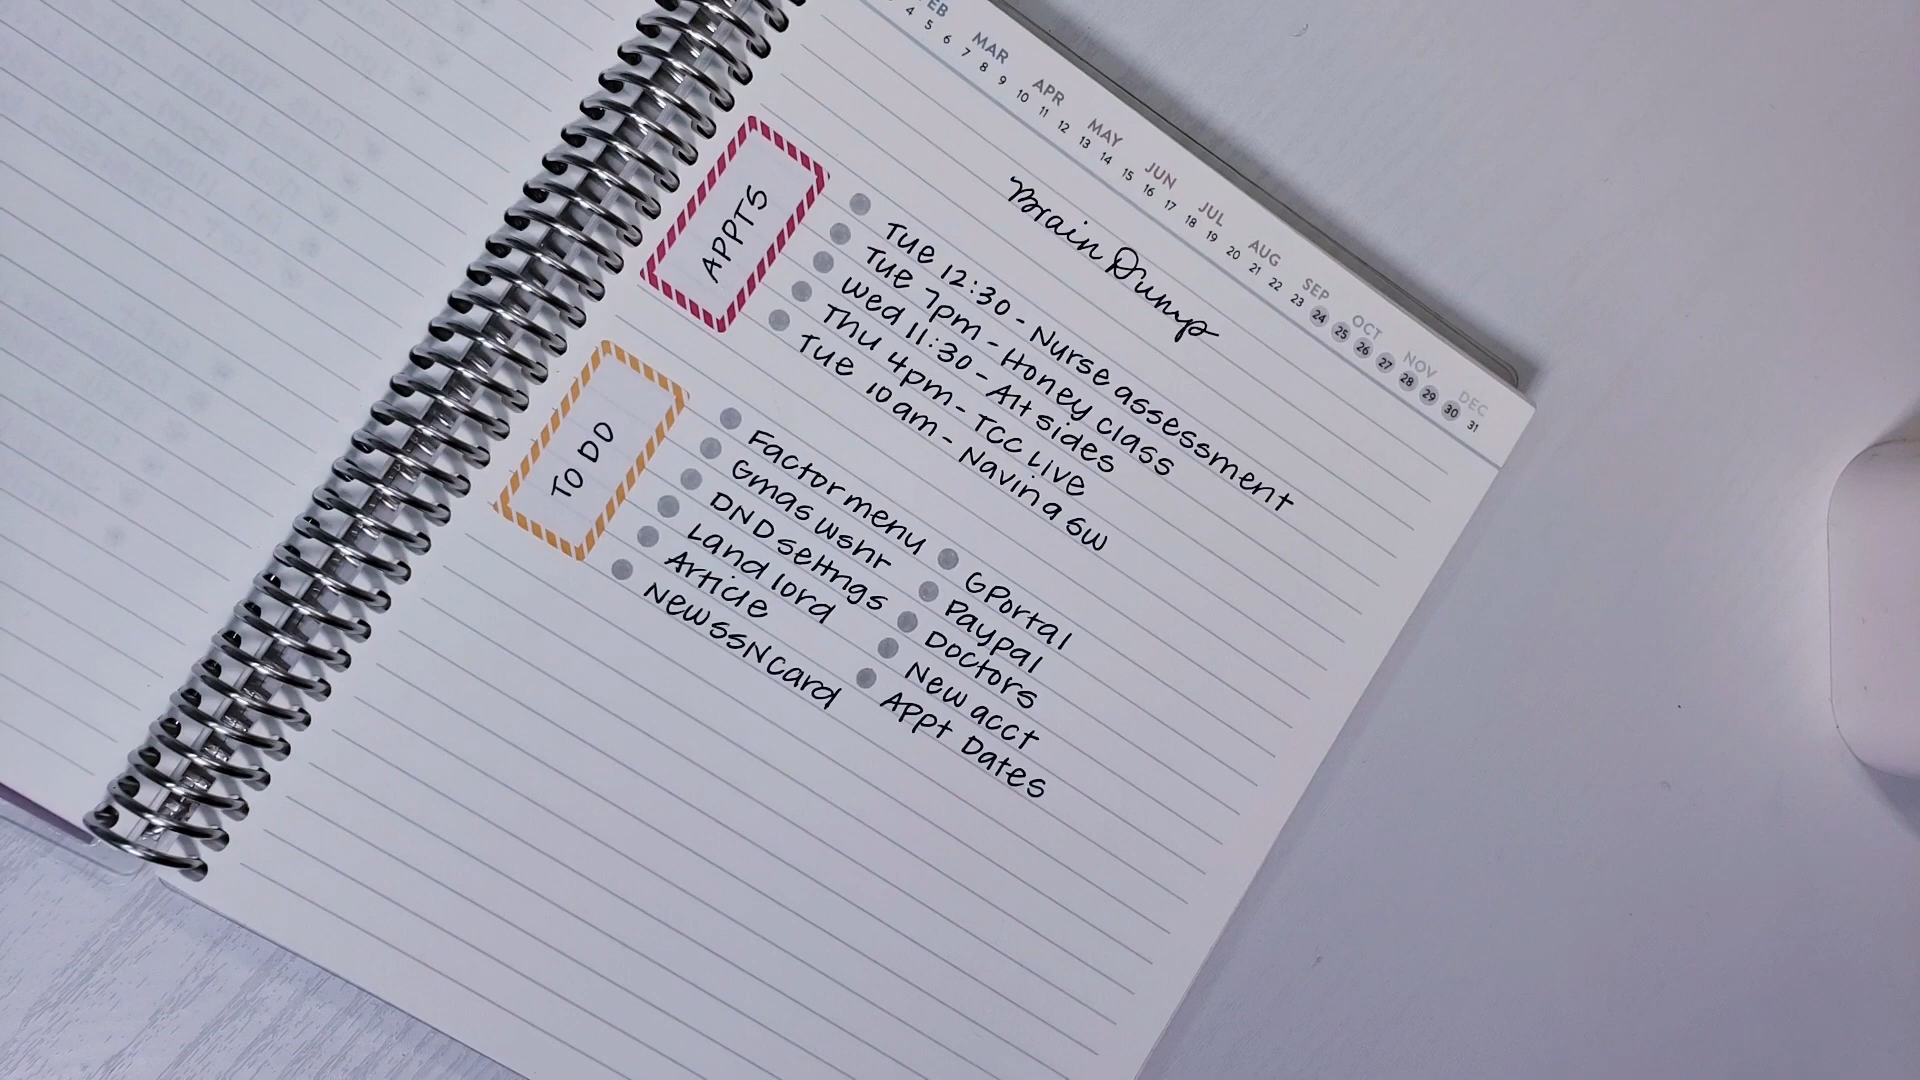 FEB MAR APR MAY JUN JUL AUG SEP OCT NOV DEC
4 5 6 7 8 9 10 11 12 13 14 15 16 17 18 19 20 21 22 23 24 25 26 27 28 29 30 31
Brain Dump
APPTS
TUE 12:30 - Nurse assessment
TUE 7pm - Honey class
Wed 11:30 - Alt sides
Thu 4pm - TCC LIVE
TUE 10am - Navina SW
TO DO
Factor menu
Gmas wshr
DND settings
Landlord
Article
New SSN Card
GPortal
Paypal
Doctors
New acct
APPt Dates